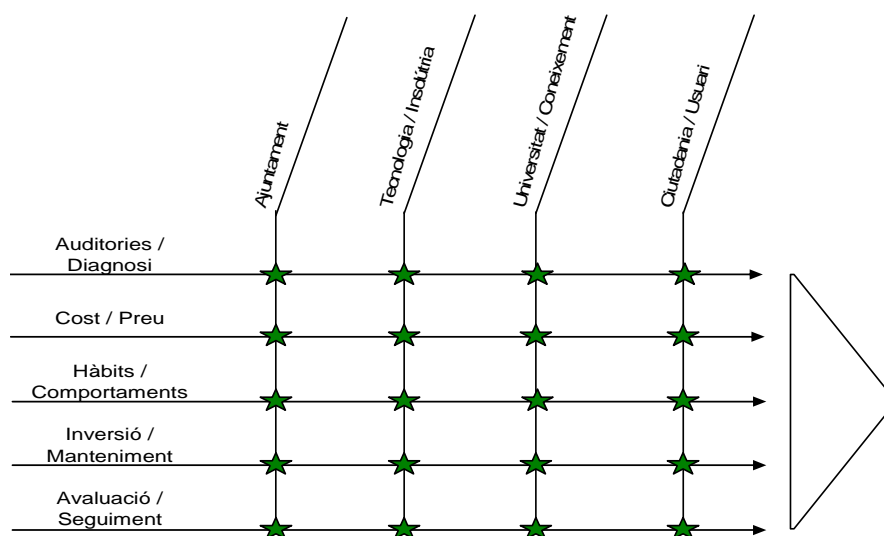 Ajuntament
Tecnologia / Insdútria
Universitat / Coneixement
Ciutadania / Usuari
Auditories /
Diagnosi
Cost / Preu
Hàbits /
Comportaments
Inversió /
Manteniment
Avaluació /
Seguiment